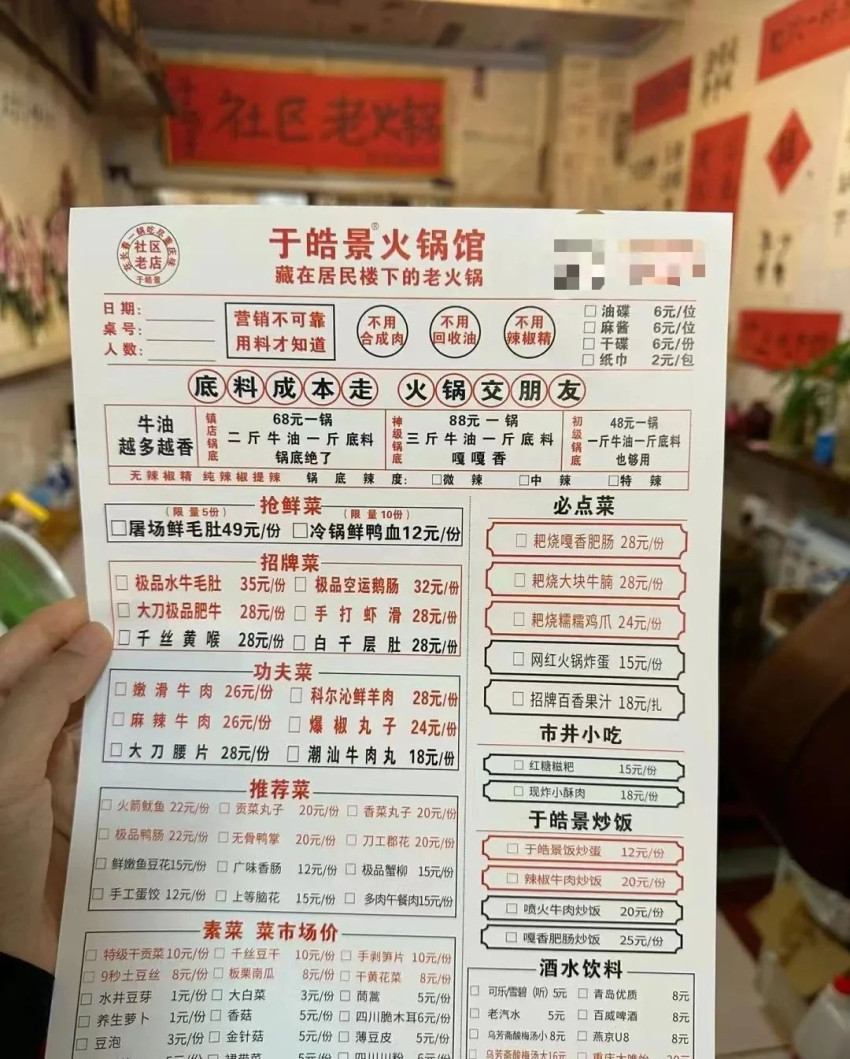 社区老火锅
社区
老店
于皓景
于皓景火锅馆®
藏在居民楼下的老火锅
日期:
桌号:
人数:
营销不可靠
用料才知道
不用
合成肉
不用
回收油
不用
辣椒精
□油碟 6元/位
□麻酱 6元/位
□干碟 6元/份
□纸巾 2元/包
底料成本走 火锅交朋友
牛油
越多越香
镇店锅底
68元一锅
二斤牛油一斤底料
锅底绝了
神级锅底
88元一锅
三斤牛油一斤底料
嘎嘎香
初级锅底
48元一锅
一斤牛油一斤底料
也够用
无辣椒精 纯辣椒提辣 锅底辣度: □微辣 □中辣 □特辣
抢鲜菜
(限量5份) (限量10份)
□屠场鲜毛肚49元/份 □冷锅鲜鸭血12元/份
招牌菜
□极品水牛毛肚 35元/份 □极品空运鹅肠 32元/份
□大刀极品肥牛 28元/份 □手打虾滑 28元/份
□千丝黄喉 28元/份 □白千层肚 28元/份
功夫菜
□嫩滑牛肉 26元/份 □科尔沁鲜羊肉 28元/份
□麻辣牛肉 26元/份 □爆椒丸子 24元/份
□大刀腰片 28元/份 □潮汕牛肉丸 18元/份
推荐菜
□火箭鱿鱼 22元/份 □贡菜丸子 20元/份 □香菜丸子 20元/份
□极品鸭肠 22元/份 □无骨鸭掌 20元/份 □刀工郡花 20元/份
□鲜嫩鱼豆花15元/份 □广味香肠 12元/份 □极品蟹柳 15元/份
□手工蛋饺 12元/份 □上等脑花 15元/份 □多肉午餐肉15元/份
素菜 菜市场价
□特级干贡菜10元/份 □千丝豆干 10元/份 □手剥笋片 10元/份
□9秒土豆丝 8元/份 □板栗南瓜 8元/份 □干黄花菜 8元/份
□水井豆芽 1元/份 □大白菜 3元/份 □茼蒿 5元/份
□养生萝卜 1元/份 □香菇 5元/份 □四川脆木耳6元/份
□豆泡 3元/份 □金针菇 5元/份 □薄豆皮 5元/份
必点菜
□耙烧嘎香肥肠 28元/份
□耙烧大块牛腩 28元/份
□耙烧糯糯鸡爪 24元/份
□网红火锅炸蛋 15元/份
□招牌百香果汁 18元/扎
市井小吃
□红糖糍粑 15元/份
□现炸小酥肉 18元/份
于皓景炒饭
□于皓景饭炒蛋 12元/份
□辣椒牛肉炒饭 20元/份
□喷火牛肉炒饭 20元/份
□嘎香肥肠炒饭 25元/份
酒水饮料
□可乐/雪碧(听) 5元 □青岛优质 8元
□老汽水 5元 □百威啤酒 8元
□乌芳斋酸梅汤小 8元 □燕京U8 8元
□乌芳斋酸梅汤大16元